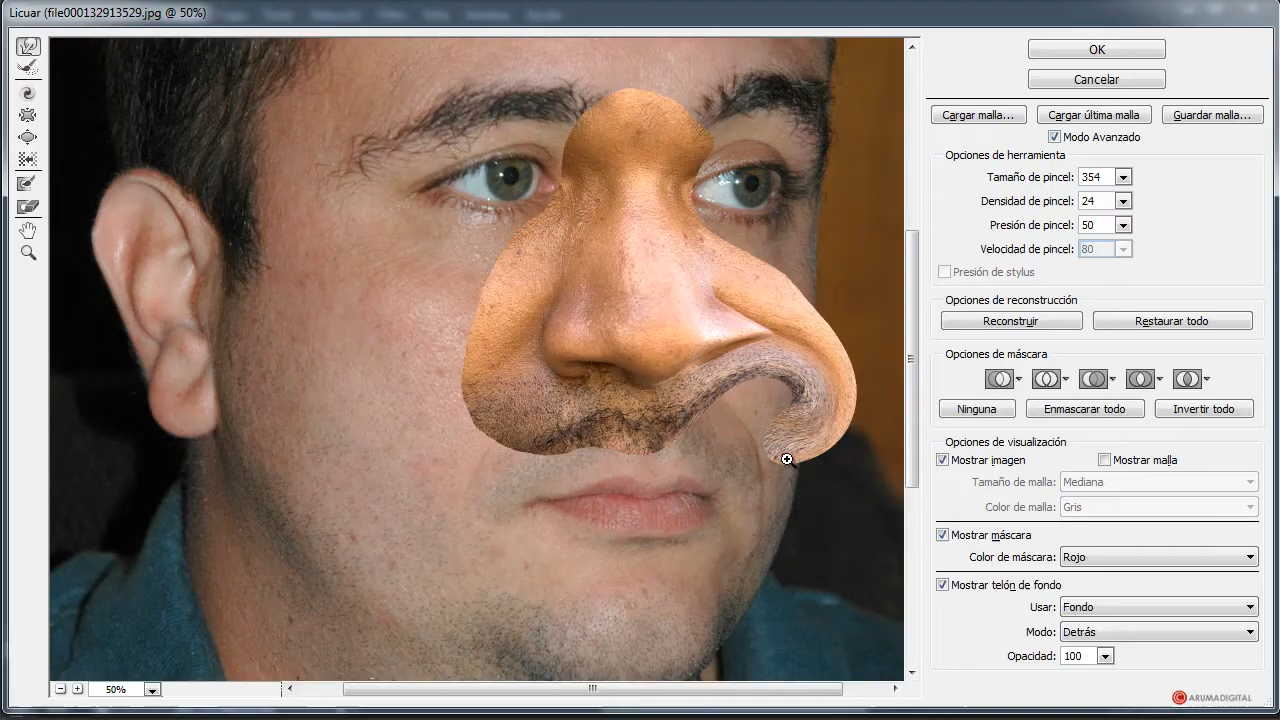 Licuar (file000132913529.jpg @ 50%)
OK
Cancelar
Cargar malla...
Cargar última malla
Guardar malla...
Modo Avanzado
Opciones de herramienta
Tamaño de pincel: 354
Densidad de pincel: 24
Presión de pincel: 50
Velocidad de pincel: 80
Presión de stylus
Opciones de reconstrucción
Reconstruir
Restaurar todo
Opciones de máscara
Ninguna
Enmascarar todo
Invertir todo
Opciones de visualización
Mostrar imagen
Mostrar malla
Tamaño de malla: Mediana
Color de malla: Gris
Mostrar máscara
Color de máscara: Rojo
Mostrar telón de fondo
Usar: Fondo
Modo: Detrás
Opacidad: 100
50%
ARUMADIGITAL